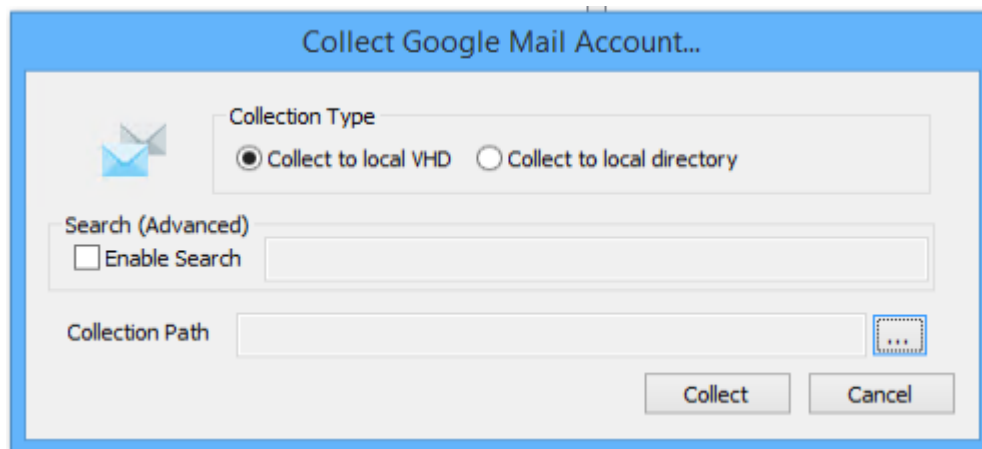 Collect Google Mail Account...
Collection Type
Collect to local VHD
Collect to local directory
Search (Advanced)
Enable Search
Collection Path
...
Collect
Cancel